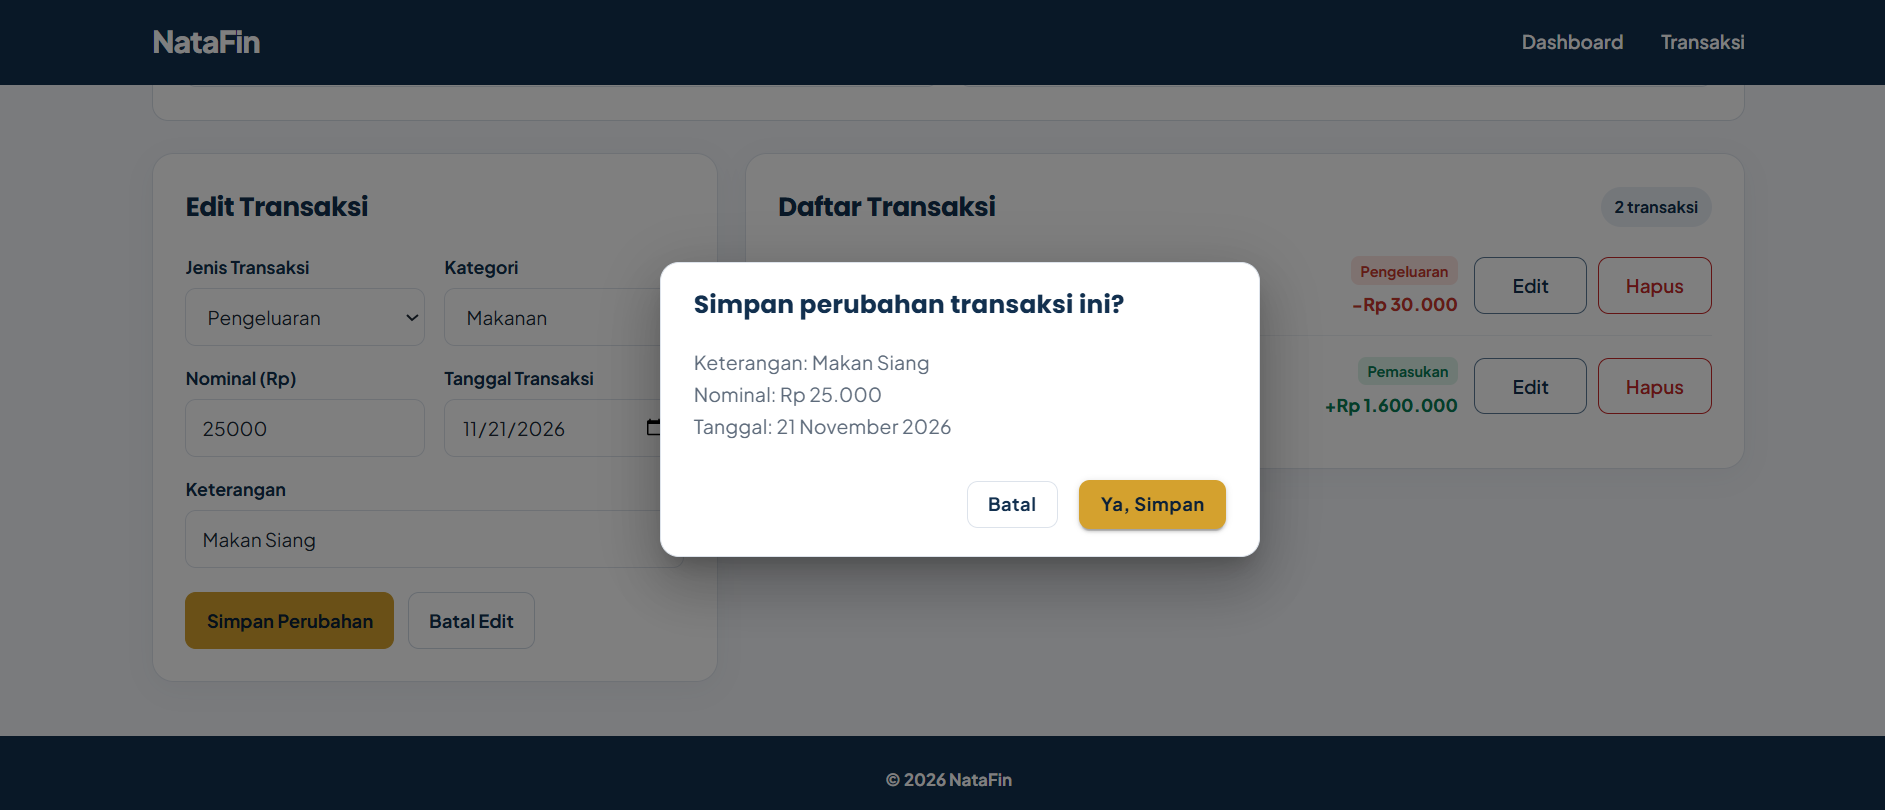 NataFin
Dashboard Transaksi
Edit Transaksi
Jenis Transaksi
Kategori
Pengeluaran
Makanan
Nominal (Rp)
Tanggal Transaksi
25000
11/21/2026
Keterangan
Makan Siang
Simpan Perubahan
Batal Edit
Daftar Transaksi
2 transaksi
Pengeluaran
-Rp 30.000
Edit
Hapus
Pemasukan
+Rp 1.600.000
Edit
Hapus
Simpan perubahan transaksi ini?
Keterangan: Makan Siang
Nominal: Rp 25.000
Tanggal: 21 November 2026
Batal
Ya, Simpan
© 2026 NataFin